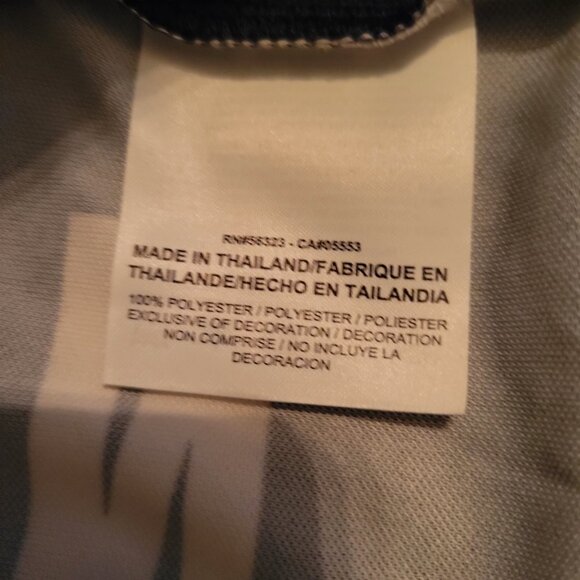 RN#56323 - CA#05553
MADE IN THAILAND/FABRIQUE EN
THAILANDE/HECHO EN TAILANDIA
100% POLYESTER / POLYESTER / POLIESTER
EXCLUSIVE OF DECORATION / DECORATION
NON COMPRISE / NO INCLUYE LA
DECORACION